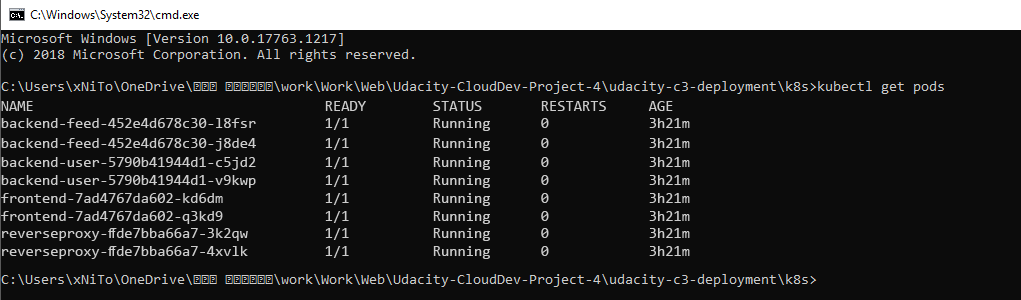 C:\Windows\System32\cmd.exe
Microsoft Windows [Version 10.0.17763.1217]
(c) 2018 Microsoft Corporation. All rights reserved.
C:\Users\xNiTo\OneDrive\ \work\Work\Web\Udacity-CloudDev-Project-4\udacity-c3-deployment\k8s>kubectl get pods
NAME READY STATUS RESTARTS AGE
backend-feed-452e4d678c30-l8fsr 1/1 Running 0 3h21m
backend-feed-452e4d678c30-j8de4 1/1 Running 0 3h21m
backend-user-5790b41944d1-c5jd2 1/1 Running 0 3h21m
backend-user-5790b41944d1-v9kwp 1/1 Running 0 3h21m
frontend-7ad4767da602-kd6dm 1/1 Running 0 3h21m
frontend-7ad4767da602-q3kd9 1/1 Running 0 3h21m
reverseproxy-ffde7bba66a7-3k2qw 1/1 Running 0 3h21m
reverseproxy-ffde7bba66a7-4xvlk 1/1 Running 0 3h21m
C:\Users\xNiTo\OneDrive\ \work\Work\Web\Udacity-CloudDev-Project-4\udacity-c3-deployment\k8s>